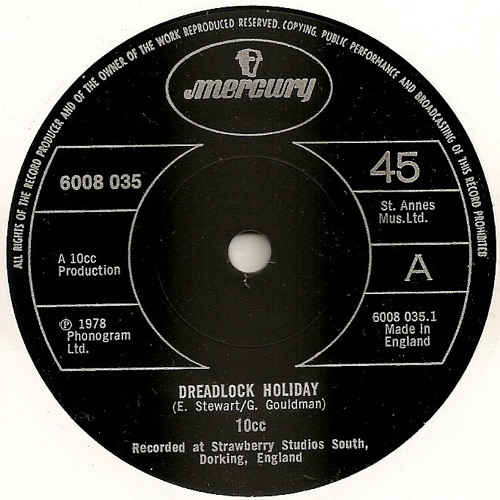 ALL RIGHTS OF THE RECORD PRODUCER AND OF THE OWNER OF THE WORK REPRODUCED RESERVED. COPYING, PUBLIC PERFORMANCE AND BROADCASTING OF THIS RECORD PROHIBITED
mercury
6008 035
45
St. Annes
Mus.Ltd.
A 10cc
Production
A
℗ 1978
Phonogram
Ltd.
6008 035.1
Made in
England
DREADLOCK HOLIDAY
(E. Stewart/G. Gouldman)
10cc
Recorded at Strawberry Studios South,
Dorking, England